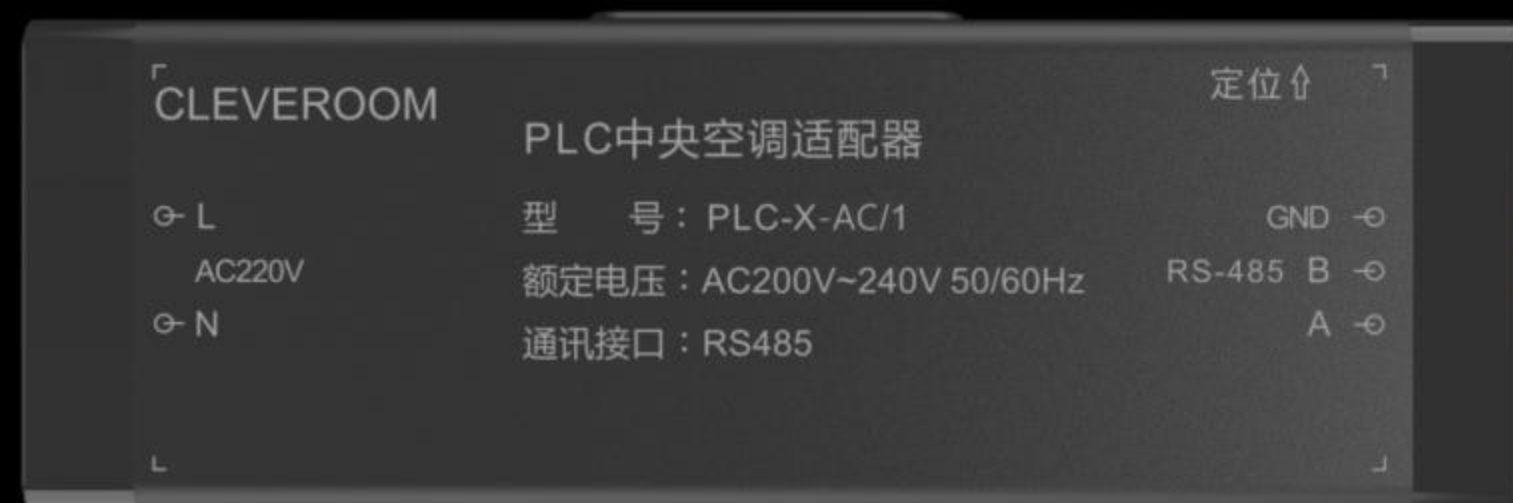 定位⇧
CLEVEROOM
PLC中央空调适配器
L
型 号：PLC-X-AC/1
GND
AC220V
额定电压：AC200V~240V 50/60Hz
RS-485 B
N
通讯接口：RS485
A